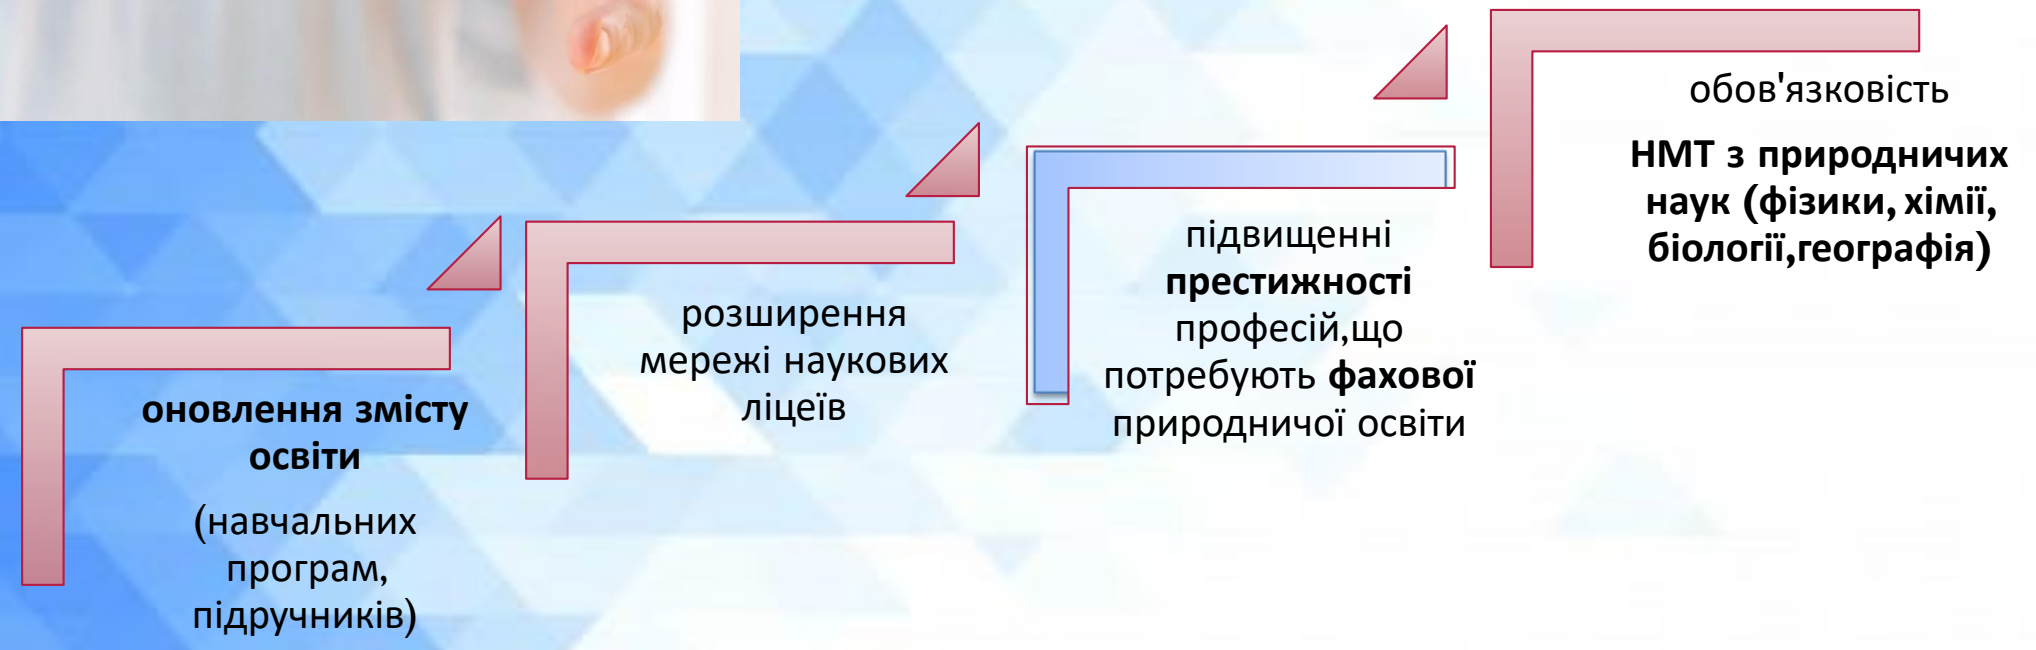 оновлення змісту
освіти
(навчальних
програм,
підручників)
розширення
мережі наукових
ліцеїв
підвищенні
престижності
професій,що
потребують фахової
природничої освіти
обов'язковість
НМТ з природничих
наук (фізики, хімії,
біології,географія)